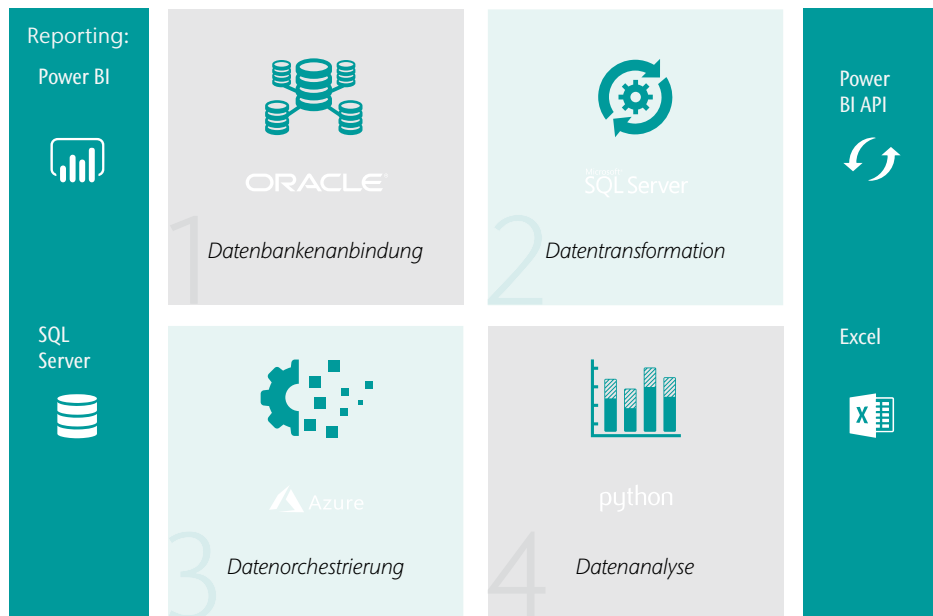 Reporting:
Power BI
SQL
Server
1
ORACLE®
Datenbankenanbindung
2
Microsoft
SQL Server
Datentransformation
3
Azure
Datenorchestrierung
4
python
Datenanalyse
Power
BI API
Excel
X